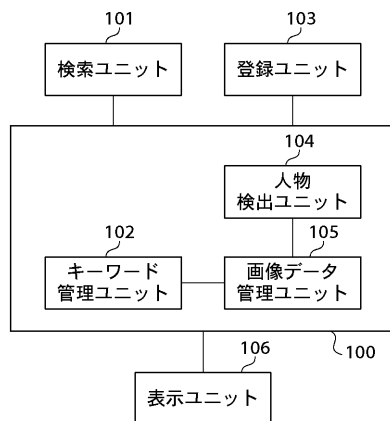 101
検索ユニット
103
登録ユニット
104
人物
検出ユニット
102
キーワード
管理ユニット
105
画像データ
管理ユニット
100
106
表示ユニット